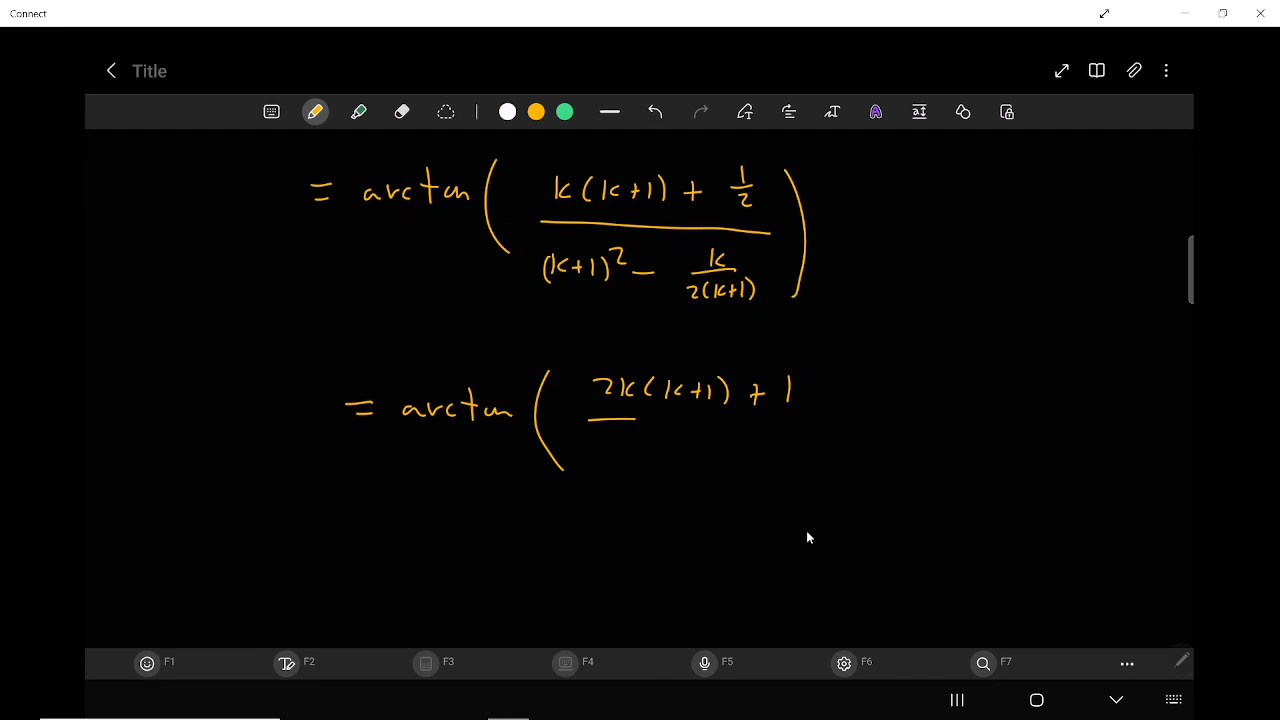 Connect
Title
= arctan ( k(k+1) + 1/2
(k+1)² - k/2(k+1) )
= arctan ( 2k(k+1) + 1
F1 F2 F3 F4 F5 F6 F7